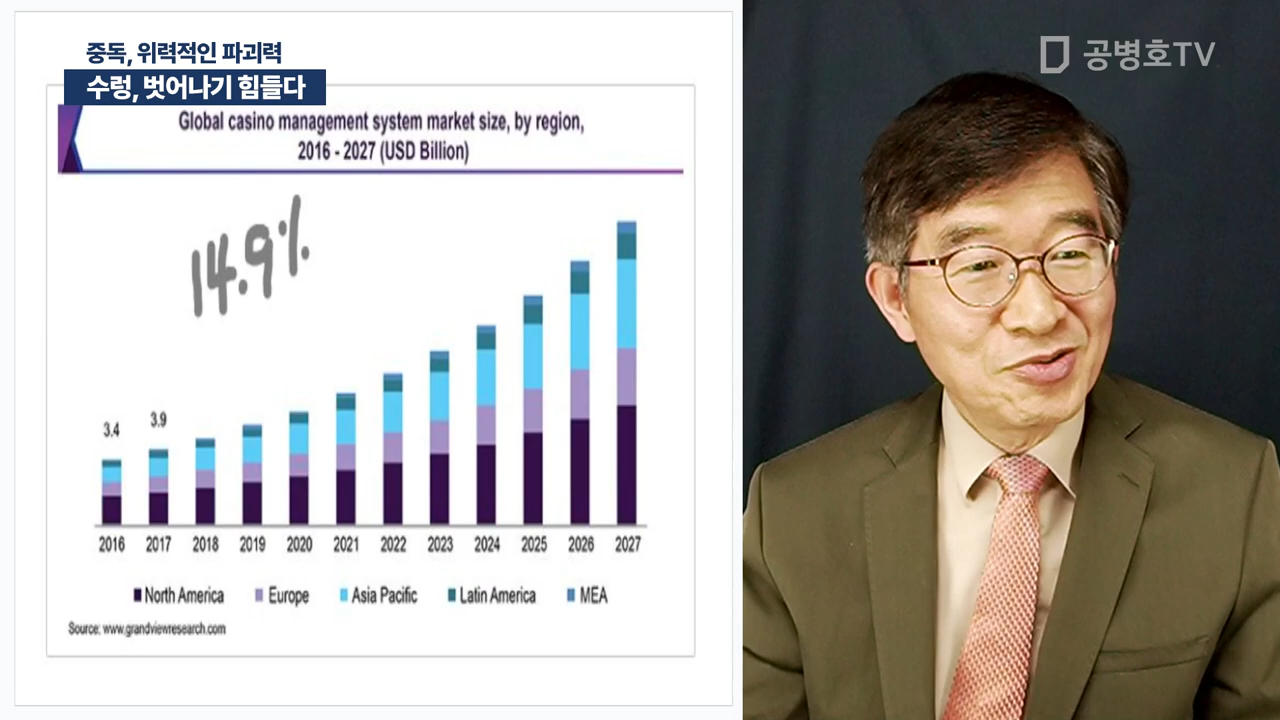 중독, 위력적인 파괴력
수렁, 벗어나기 힘들다
공병호TV
Global casino management system market size, by region,
2016 - 2027 (USD Billion)
14.9%
3.4
3.9
2016 2017 2018 2019 2020 2021 2022 2023 2024 2025 2026 2027
North America Europe Asia Pacific Latin America MEA
Source: www.grandviewresearch.com